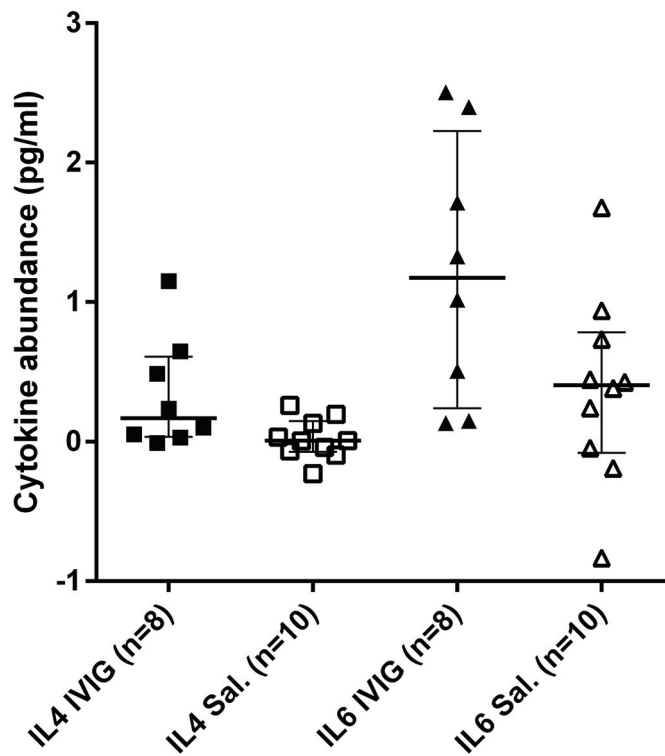 Cytokine abundance (pg/ml)
3
2
1
0
-1
IL4 IVIG (n=8)
IL4 Sal. (n=10)
IL6 IVIG (n=8)
IL6 Sal. (n=10)